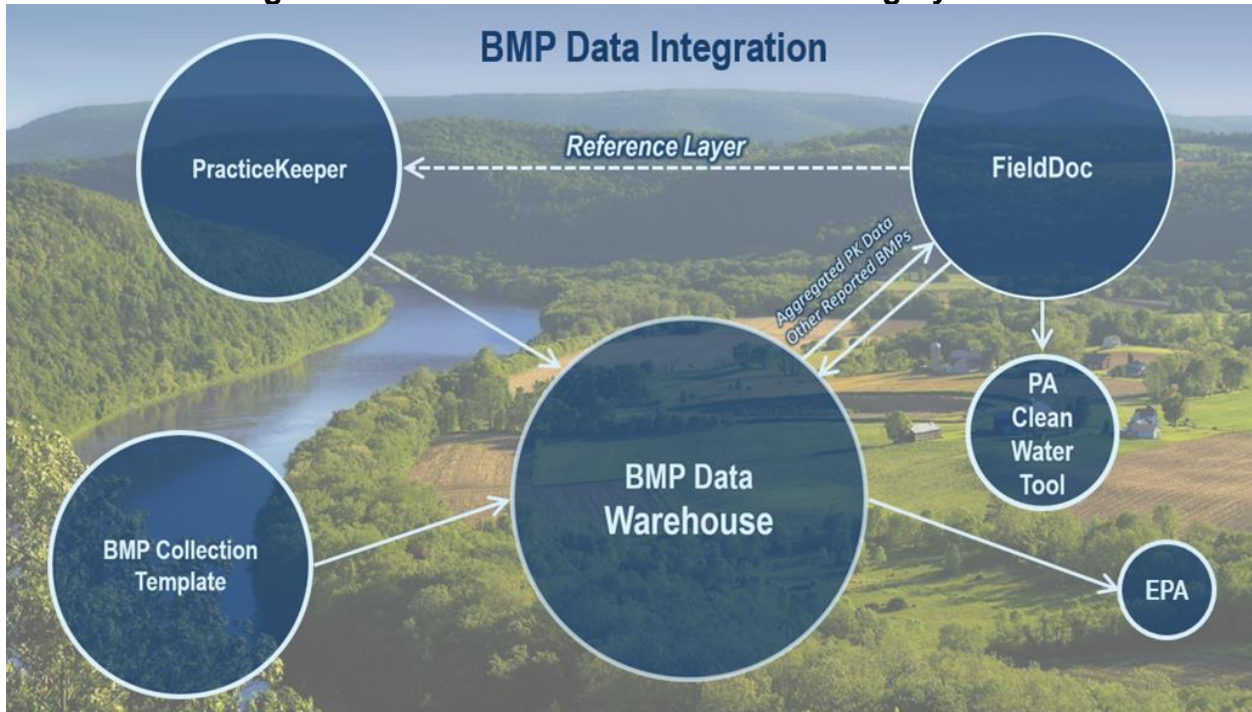 BMP Data Integration
PracticeKeeper
Reference Layer
FieldDoc
Aggregated PK Data
Other Reported BMPs
PA
Clean
Water
Tool
BMP Data
Warehouse
BMP Collection
Template
EPA